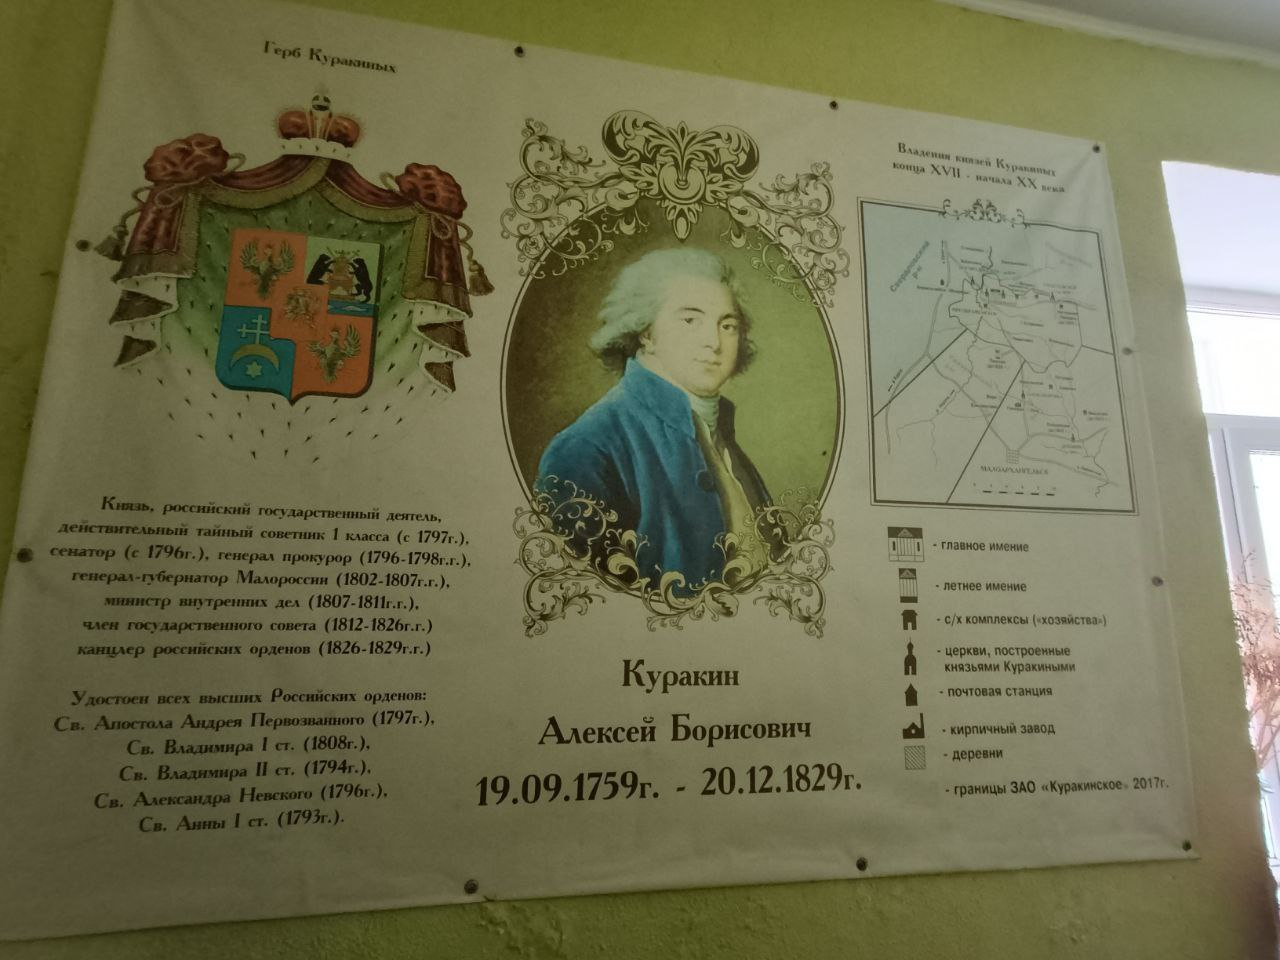 Герб Куракиных
Князь, российский государственный деятель,
действительный тайный советник 1 класса (с 1797г.),
сенатор (с 1796г.), генерал прокурор (1796-1798г.г.),
генерал-губернатор Малороссии (1802-1807г.г.),
министр внутренних дел (1807-1811г.г.),
член государственного совета (1812-1826г.г.)
канцлер российских орденов (1826-1829г.г.)
Удостоен всех высших Российских орденов:
Св. Апостола Андрея Первозванного (1797г.),
Св. Владимира I ст. (1808г.),
Св. Владимира II ст. (1794г.),
Св. Александра Невского (1796г.),
Св. Анны I ст. (1793г.).
Куракин
Алексей Борисович
19.09.1759г. - 20.12.1829г.
Владения князей Куракиных
конца XVII - начала XX века
Свердловский
р-н
МАЛОАРХАНГЕЛЬСК
- главное имение
- летнее имение
- с/х комплексы («хозяйства»)
- церкви, построенные
князьями Куракиными
- почтовая станция
- кирпичный завод
- деревни
- границы ЗАО «Куракинское» 2017г.